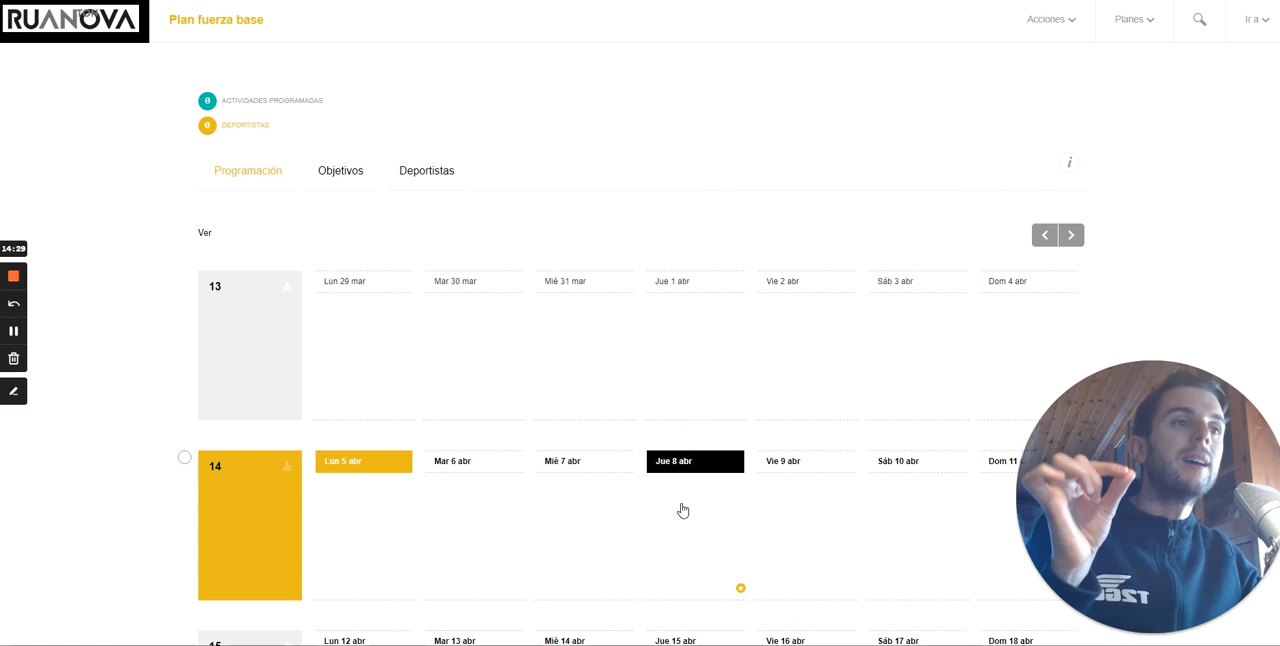 RUANOVA
Plan fuerza base
Acciones
Planes
Ir a
0 ACTIVIDADES PROGRAMADAS
0 DEPORTISTAS
Programación
Objetivos
Deportistas
i
Ver
14:29
13
Lun 29 mar
Mar 30 mar
Mié 31 mar
Jue 1 abr
Vie 2 abr
Sáb 3 abr
Dom 4 abr
14
Lun 5 abr
Mar 6 abr
Mié 7 abr
Jue 8 abr
Vie 9 abr
Sáb 10 abr
Dom 11
15
Lun 12 abr
Mar 13 abr
Mié 14 abr
Jue 15 abr
Vie 16 abr
Sáb 17 abr
Dom 18 abr